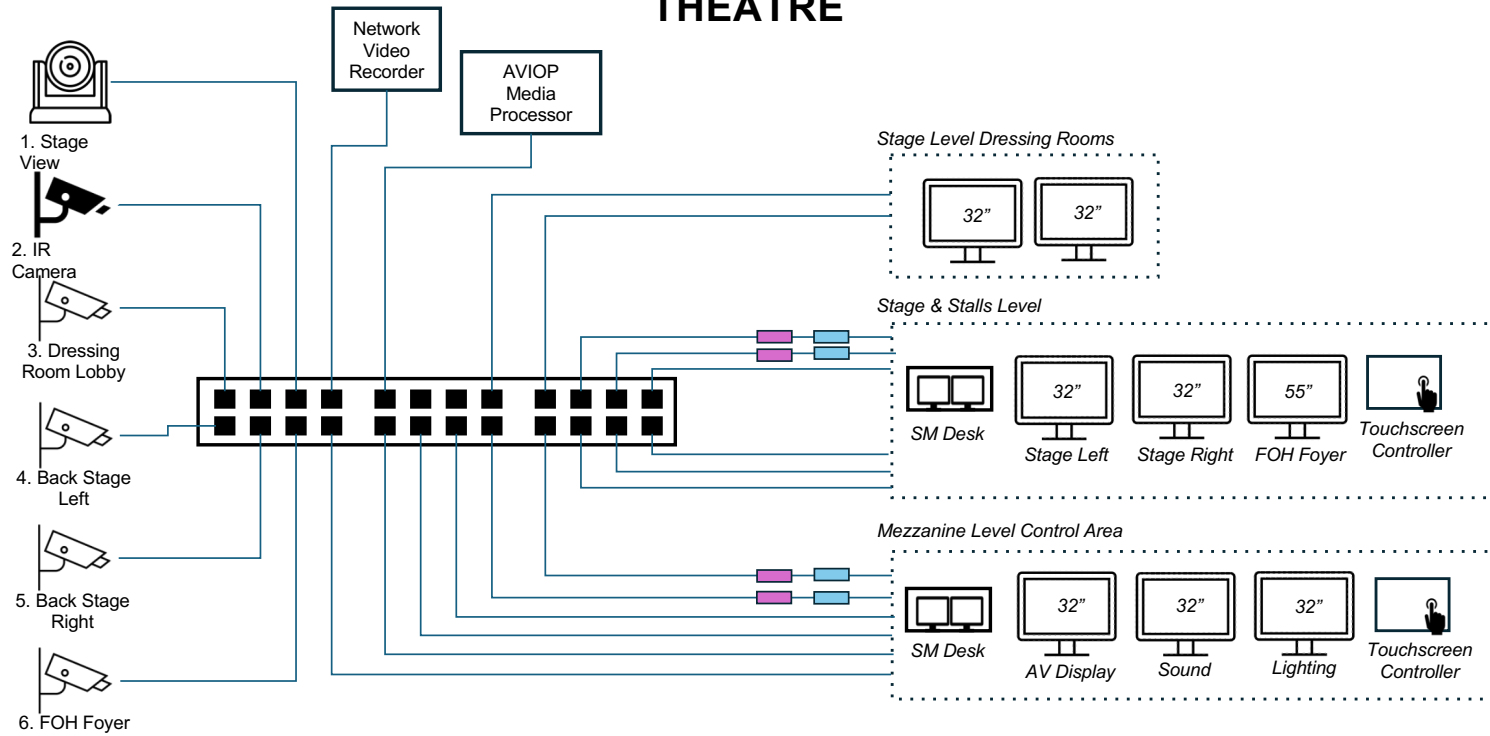 THEATRE
Network
Video
Recorder
AVIOP
Media
Processor
1. Stage
View
2. IR
Camera
3. Dressing
Room Lobby
4. Back Stage
Left
5. Back Stage
Right
6. FOH Foyer
Stage Level Dressing Rooms
32”
32”
Stage & Stalls Level
SM Desk
32”
Stage Left
32”
Stage Right
55”
FOH Foyer
Touchscreen
Controller
Mezzanine Level Control Area
SM Desk
32”
AV Display
32”
Sound
32”
Lighting
Touchscreen
Controller